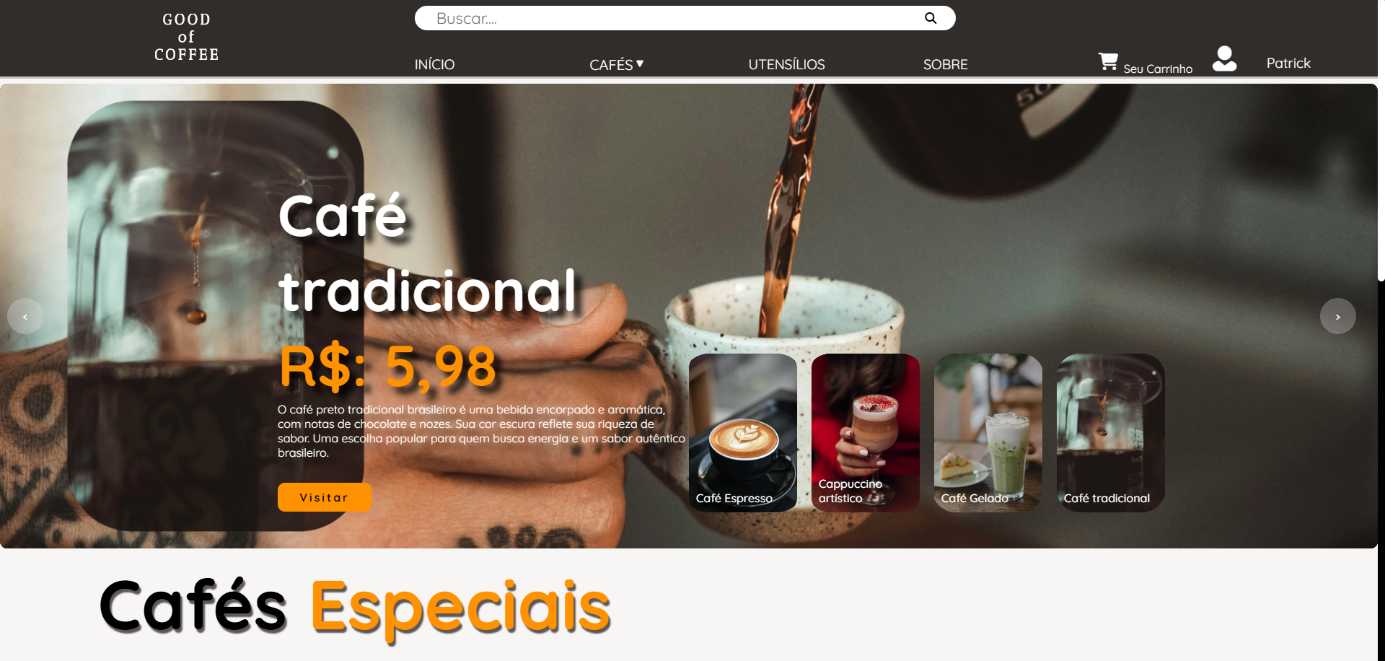 GOOD
of
COFFEE
Buscar....
INÍCIO
CAFÉS ▼
UTENSÍLIOS
SOBRE
Seu Carrinho
Patrick
50
‹
›
Café
tradicional
R$: 5,98
O café preto tradicional brasileiro é uma bebida encorpada e aromática,
com notas de chocolate e nozes. Sua cor escura reflete sua riqueza de
sabor. Uma escolha popular para quem busca energia e um sabor autêntico
brasileiro.
Visitar
Café Espresso
Cappuccino
artístico
Café Gelado
Café tradicional
Cafés Especiais